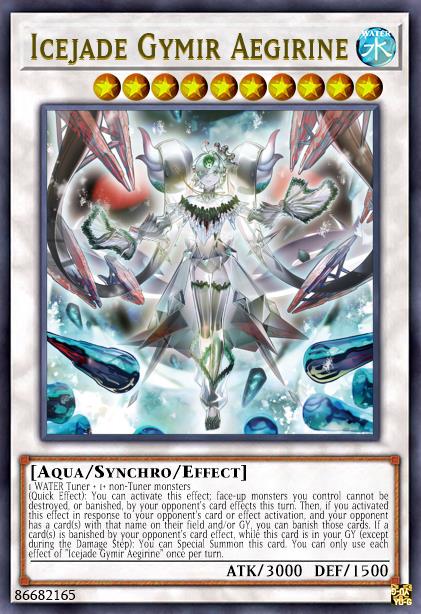 Icejade Gymir Aegirine
WATER
水
[Aqua/Synchro/Effect]
1 WATER Tuner + 1+ non-Tuner monsters
(Quick Effect): You can activate this effect; face-up monsters you control cannot be
destroyed, or banished, by your opponent's card effects this turn. Then, if you activated
this effect in response to your opponent's card or effect activation, and your opponent
has a card(s) with that name on their field and/or GY, you can banish those cards. If a
card(s) is banished by your opponent's card effect, while this card is in your GY (except
during the Damage Step): You can Special Summon this card. You can only use each
effect of "Icejade Gymir Aegirine" once per turn.
ATK/3000 DEF/1500
86682165